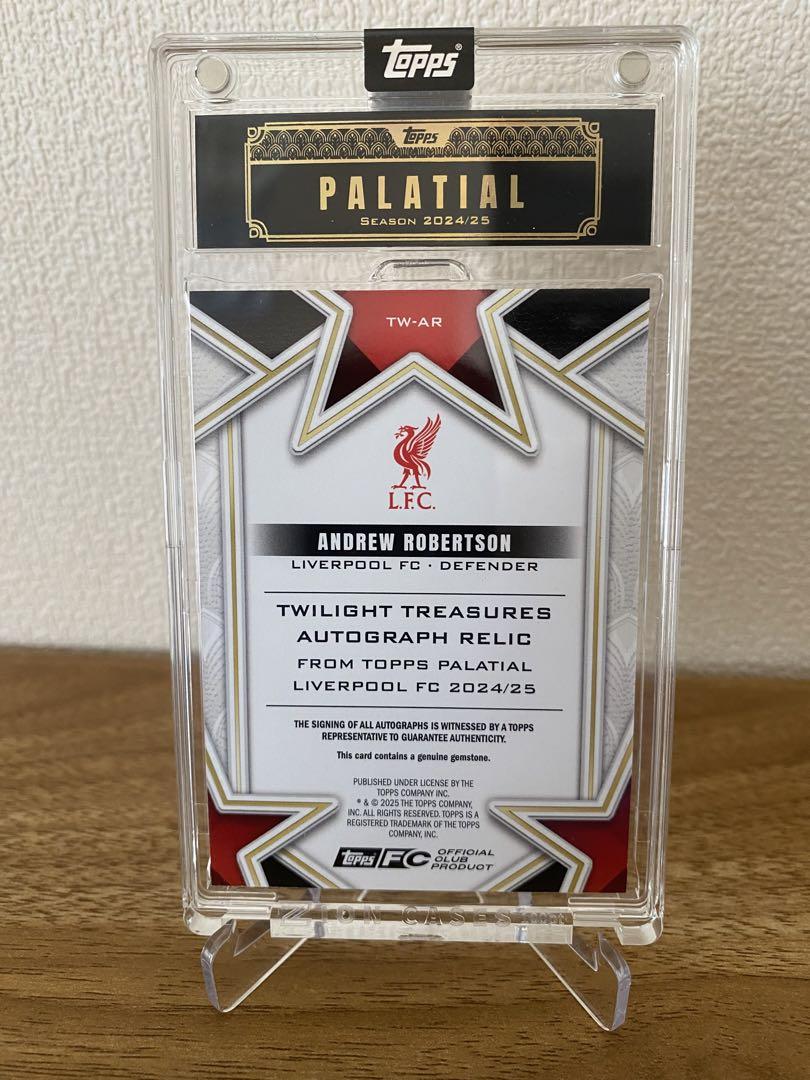 Topps®
Topps
PALATIAL
SEASON 2024/25
TW-AR
L.F.C.
ANDREW ROBERTSON
LIVERPOOL FC · DEFENDER
TWILIGHT TREASURES
AUTOGRAPH RELIC
FROM TOPPS PALATIAL
LIVERPOOL FC 2024/25
THE SIGNING OF ALL AUTOGRAPHS IS WITNESSED BY A TOPPS
REPRESENTATIVE TO GUARANTEE AUTHENTICITY.
This card contains a genuine gemstone.
PUBLISHED UNDER LICENSE BY THE
TOPPS COMPANY INC.
® & © 2025 THE TOPPS COMPANY,
INC. ALL RIGHTS RESERVED. TOPPS IS A
REGISTERED TRADEMARK OF THE TOPPS
COMPANY, INC.
Topps FC OFFICIAL
CLUB
PRODUCT
ZION CASES